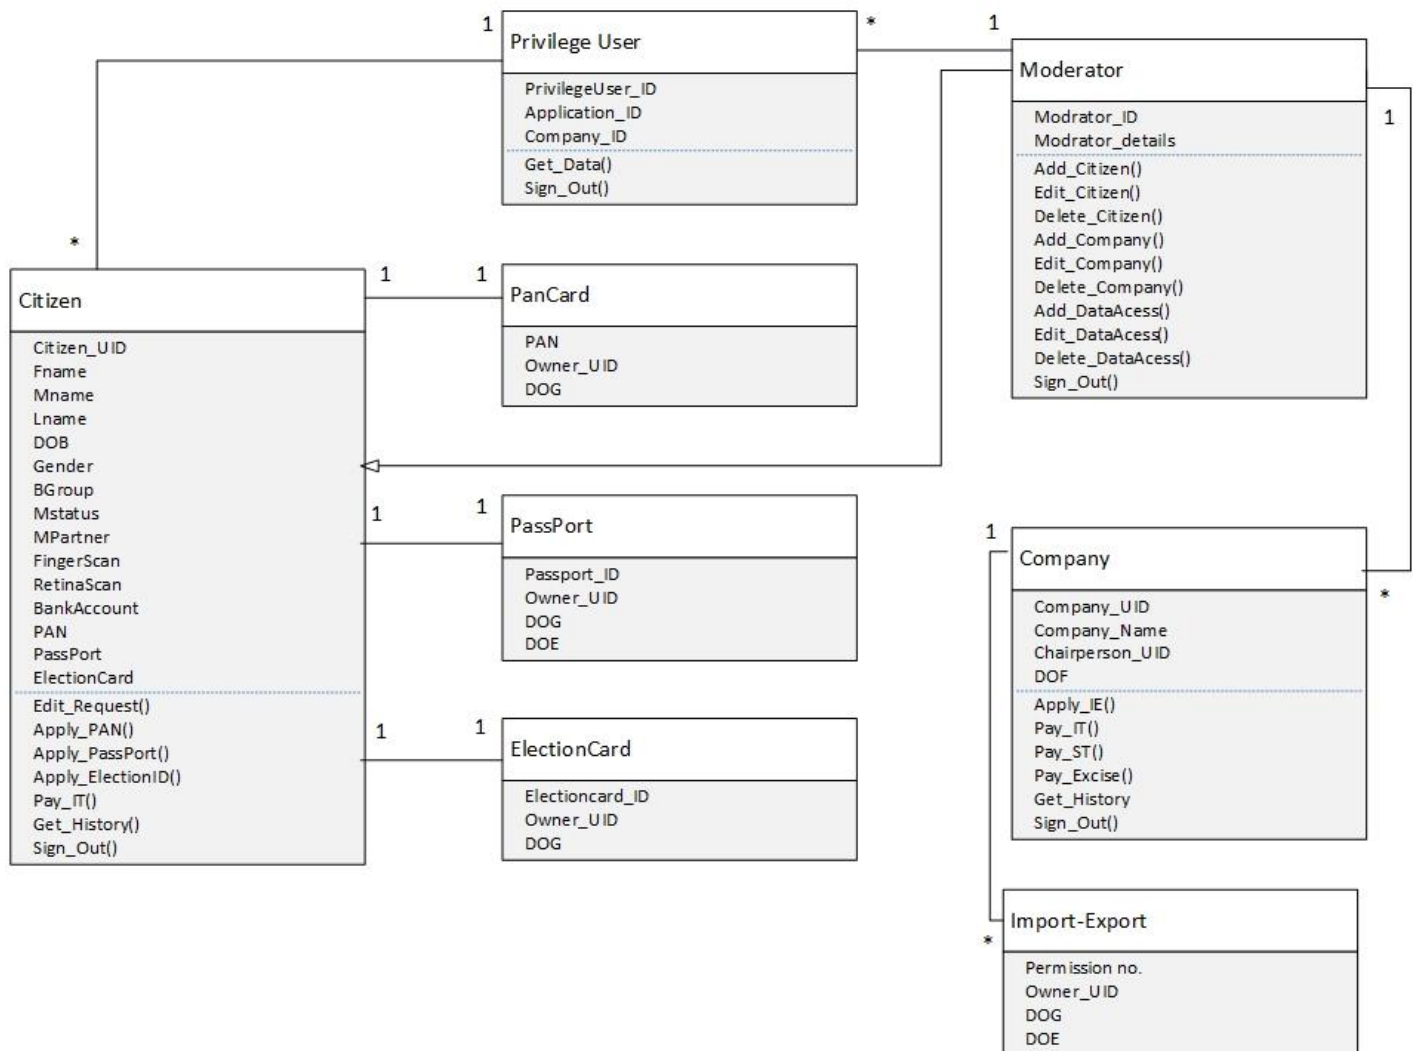 1
Privilege User
*
1
PrivilegeUser_ID
Application_ID
Company_ID
Get_Data()
Sign_Out()
Moderator
1
Modrator_ID
Modrator_details
Add_Citizen()
Edit_Citizen()
Delete_Citizen()
Add_Company()
Edit_Company()
Delete_Company()
Add_DataAcess()
Edit_DataAcess()
Delete_DataAcess()
Sign_Out()
*
Citizen
1
1
Citizen_UID
Fname
Mname
Lname
DOB
Gender
BGroup
Mstatus
MPartner
FingerScan
RetinaScan
BankAccount
PAN
PassPort
ElectionCard
Edit_Request()
Apply_PAN()
Apply_PassPort()
Apply_ElectionID()
Pay_IT()
Get_History()
Sign_Out()
PanCard
PAN
Owner_UID
DOG
1
1
PassPort
Passport_ID
Owner_UID
DOG
DOE
1
1
ElectionCard
Electioncard_ID
Owner_UID
DOG
1
Company
*
Company_UID
Company_Name
Chairperson_UID
DOF
Apply_IE()
Pay_IT()
Pay_ST()
Pay_Excise()
Get_History
Sign_Out()
Import-Export
*
Permission no.
Owner_UID
DOG
DOE